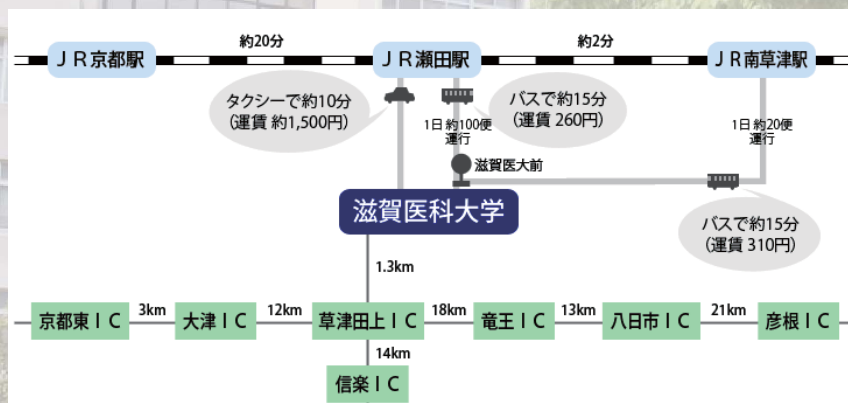 約20分
約2分
JR京都駅
JR瀬田駅
JR南草津駅
タクシーで約10分
(運賃 約1,500円)
バスで約15分
(運賃 260円)
1日 約100便
運行
1日 約20便
運行
滋賀医大前
滋賀医科大学
バスで約15分
(運賃 310円)
1.3km
京都東IC
3km
大津IC
12km
草津田上IC
18km
竜王IC
13km
八日市IC
21km
彦根IC
14km
信楽IC